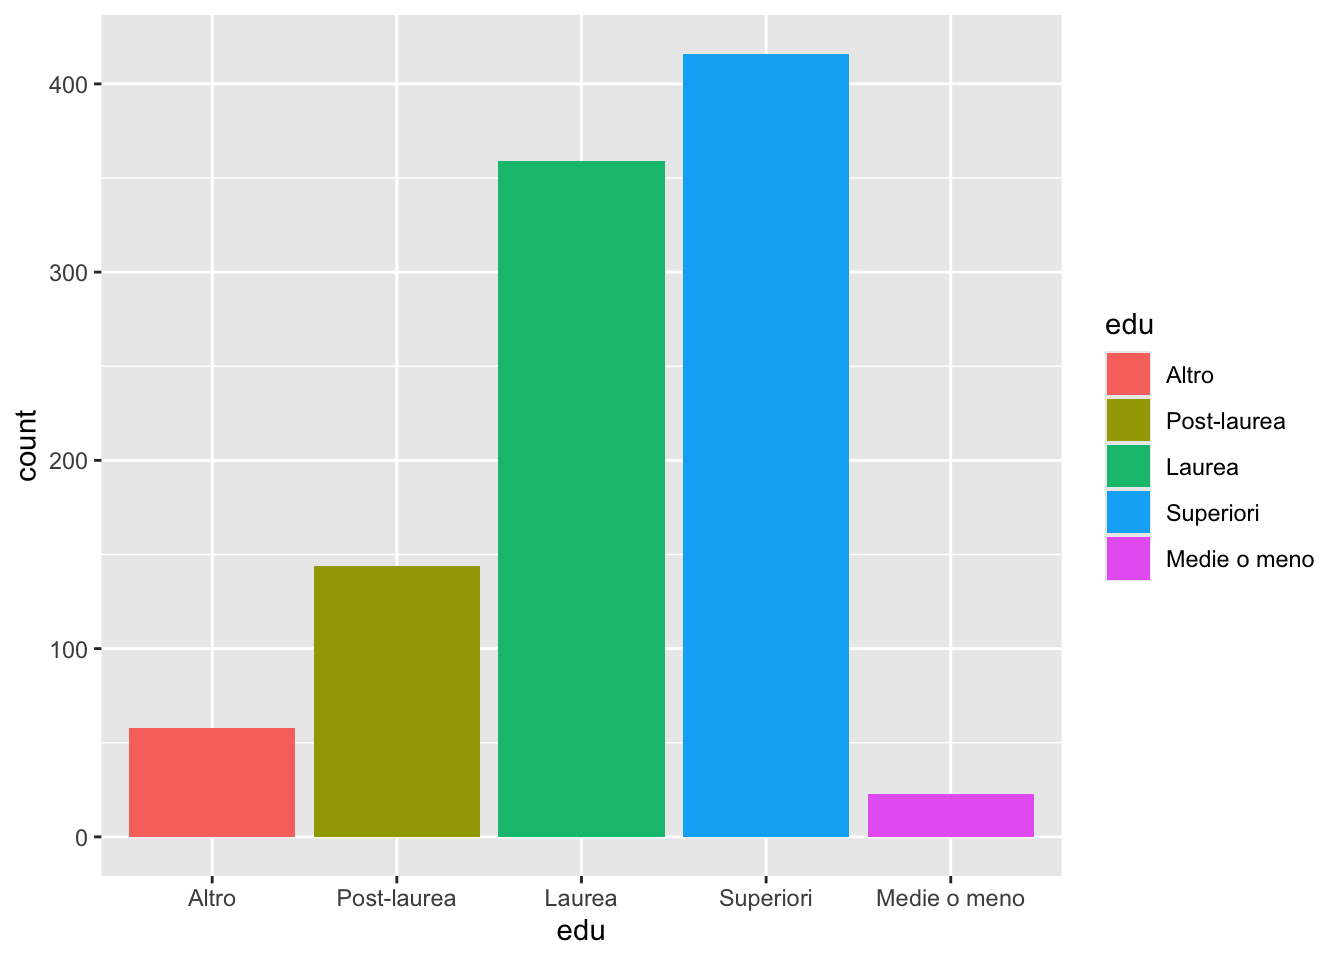 count
400
300
200
100
0
Altro
Post-laurea
Laurea
Superiori
Medie o meno
edu
edu
Altro
Post-laurea
Laurea
Superiori
Medie o meno